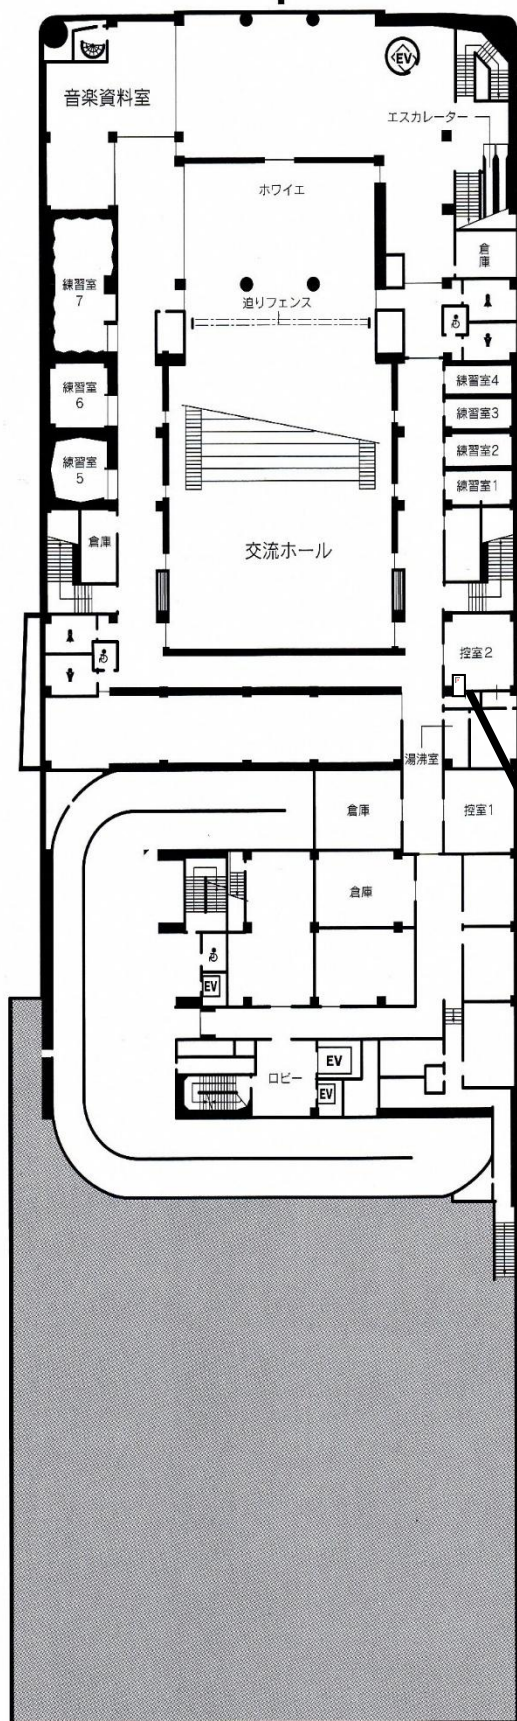 EV
音楽資料室
エスカレーター
ホワイエ
倉庫
練習室
7
迫りフェンス
練習室4
練習室
6
練習室3
練習室2
練習室
5
練習室1
倉庫
交流ホール
控室2
湯沸室
倉庫
控室1
倉庫
EV
ロビー
EV
EV